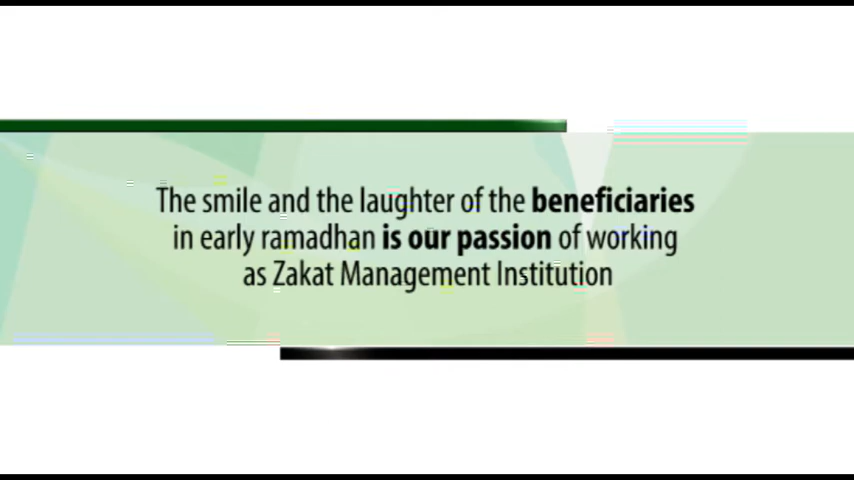 The smile and the laughter of the beneficiaries
in early ramadhan is our passion of working
as Zakat Management Institution